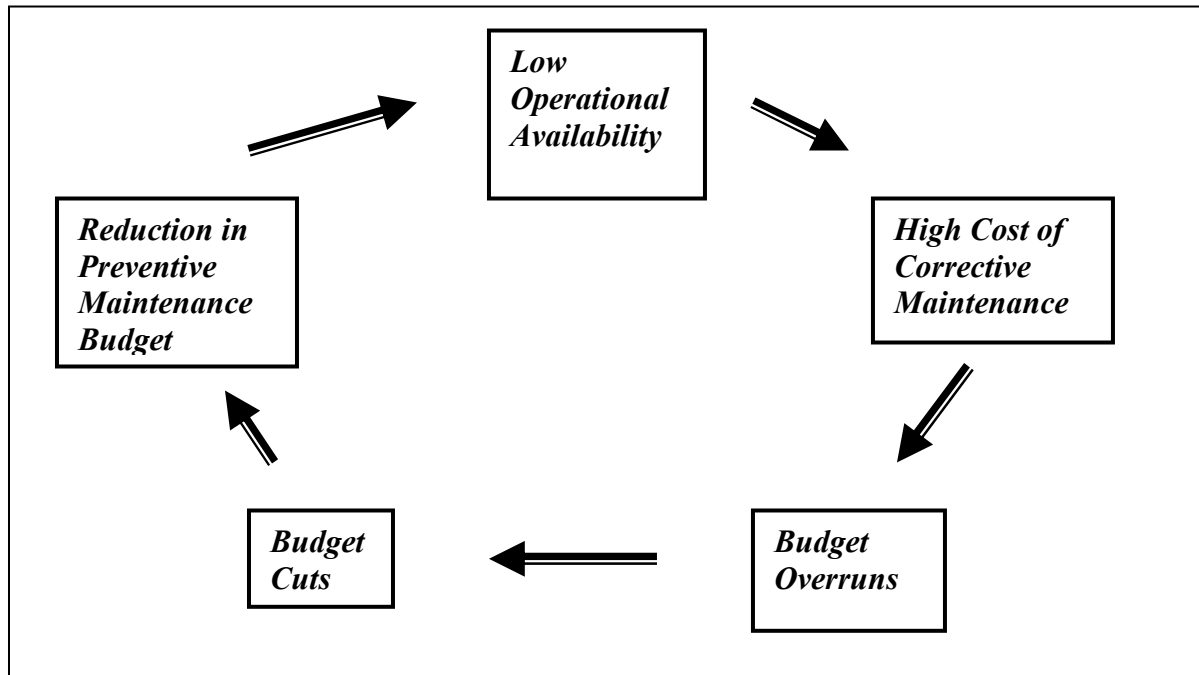 Low
Operational
Availability
High Cost of
Corrective
Maintenance
Budget
Overruns
Budget
Cuts
Reduction in
Preventive
Maintenance
Budget